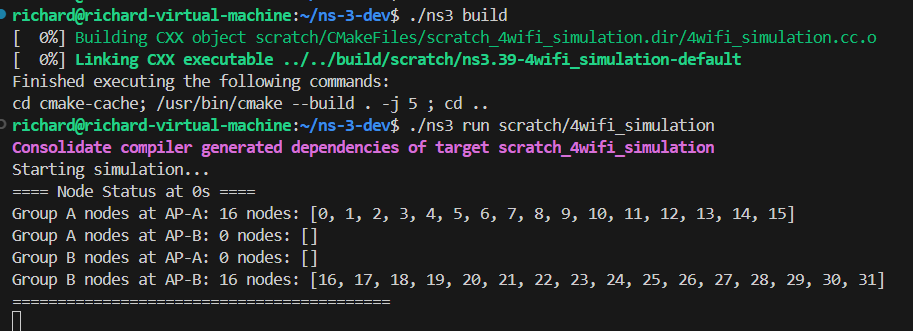 richard@richard-virtual-machine:~/ns-3-dev$ ./ns3 build
[  0%] Building CXX object scratch/CMakeFiles/scratch_4wifi_simulation.dir/4wifi_simulation.cc.o
[  0%] Linking CXX executable ../../build/scratch/ns3.39-4wifi_simulation-default
Finished executing the following commands:
cd cmake-cache; /usr/bin/cmake --build . -j 5 ; cd ..
richard@richard-virtual-machine:~/ns-3-dev$ ./ns3 run scratch/4wifi_simulation
Consolidate compiler generated dependencies of target scratch_4wifi_simulation
Starting simulation...
==== Node Status at 0s ====
Group A nodes at AP-A: 16 nodes: [0, 1, 2, 3, 4, 5, 6, 7, 8, 9, 10, 11, 12, 13, 14, 15]
Group A nodes at AP-B: 0 nodes: []
Group B nodes at AP-A: 0 nodes: []
Group B nodes at AP-B: 16 nodes: [16, 17, 18, 19, 20, 21, 22, 23, 24, 25, 26, 27, 28, 29, 30, 31]
==========================================